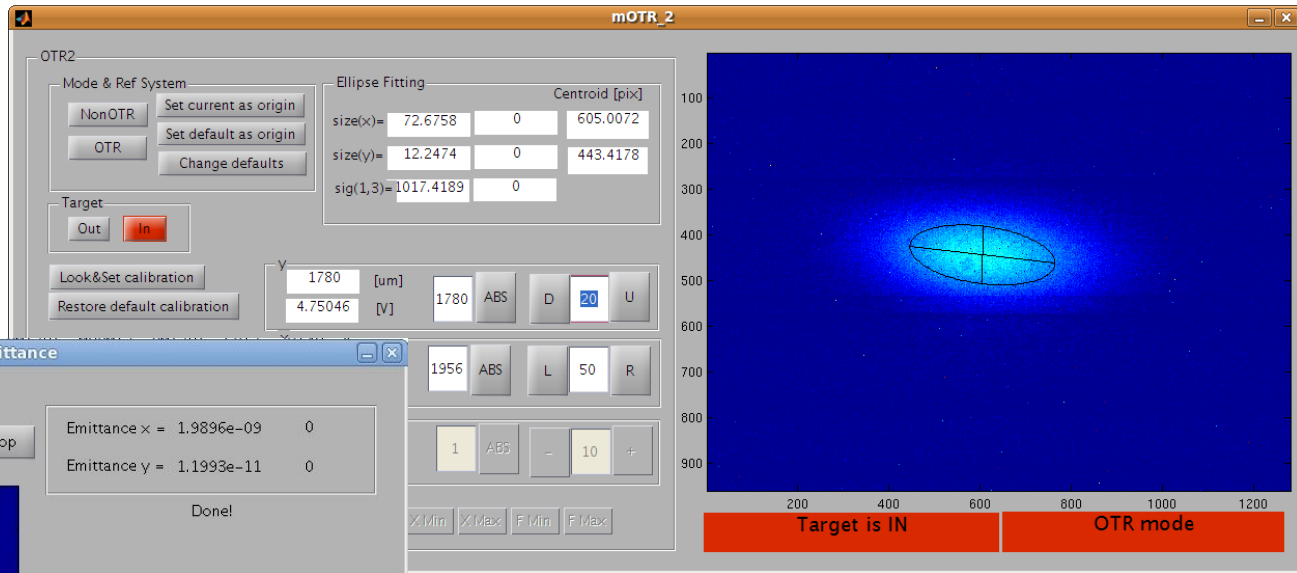 mOTR_2
OTR2
Mode & Ref System
NonOTR
OTR
Set current as origin
Set default as origin
Change defaults
Ellipse Fitting
Centroid [pix]
size(x)= 72.6758 0 605.0072
size(y)= 12.2474 0 443.4178
sig(1,3)= 1017.4189 0
Target
Out In
Look&Set calibration
Restore default calibration
y
1780 [um]
4.75046 [V]
1780 ABS D 20 U
1956 ABS L 50 R
1 ABS - 10 +
X Min X Max F Min F Max
ittance
op
Emittance x = 1.9896e-09 0
Emittance y = 1.1993e-11 0
Done!
100
200
300
400
500
600
700
800
900
200 400 600 800 1000 1200
Target is IN OTR mode